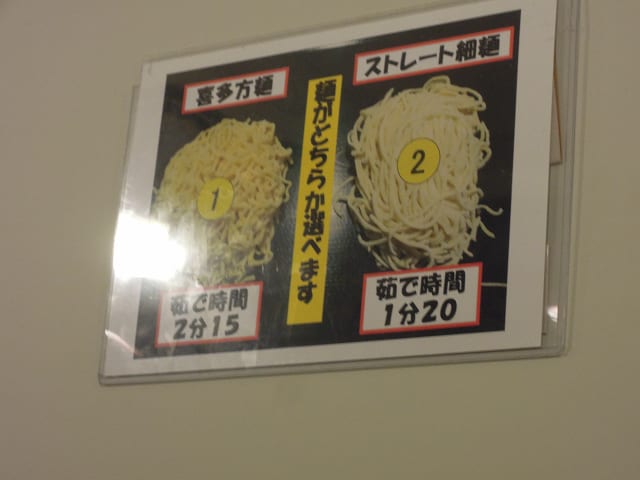 喜多方麺
1
茹で時間
2分15
麺がどちらか選べます
ストレート細麺
2
茹で時間
1分20